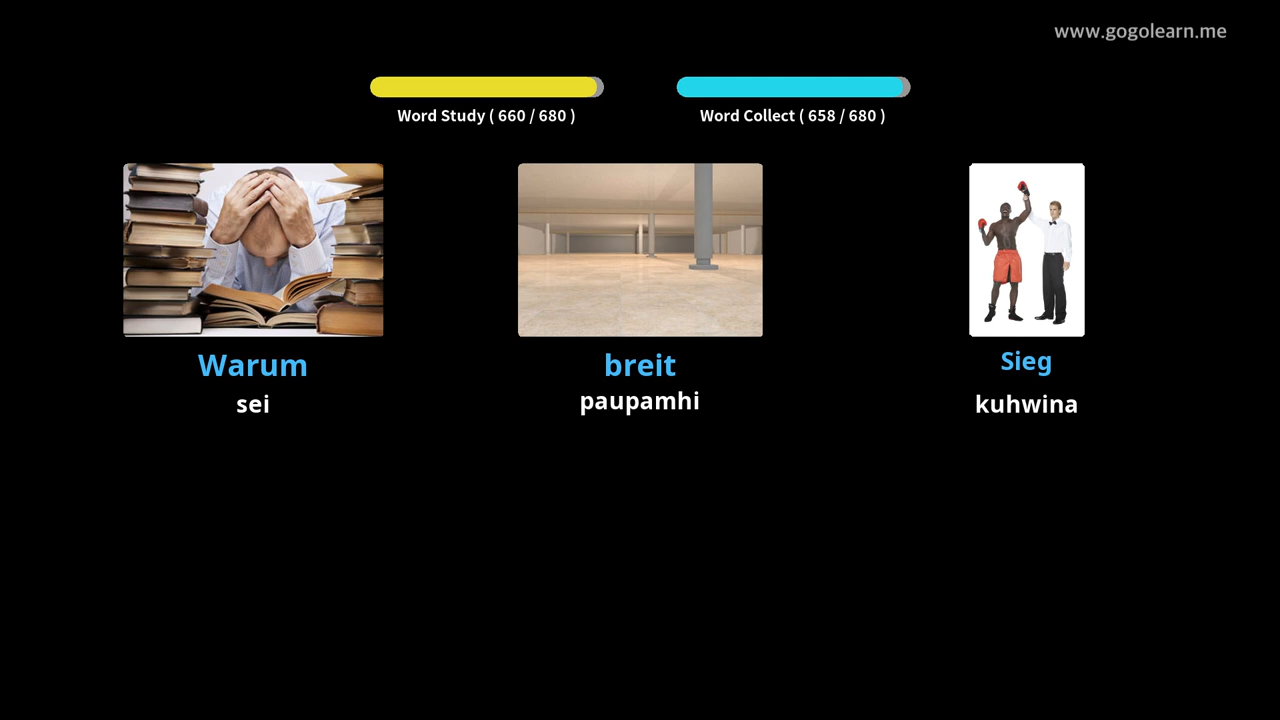 www.gogolearn.me
Word Study ( 660 / 680 )
Word Collect ( 658 / 680 )
Warum
sei
breit
paupamhi
Sieg
kuhwina